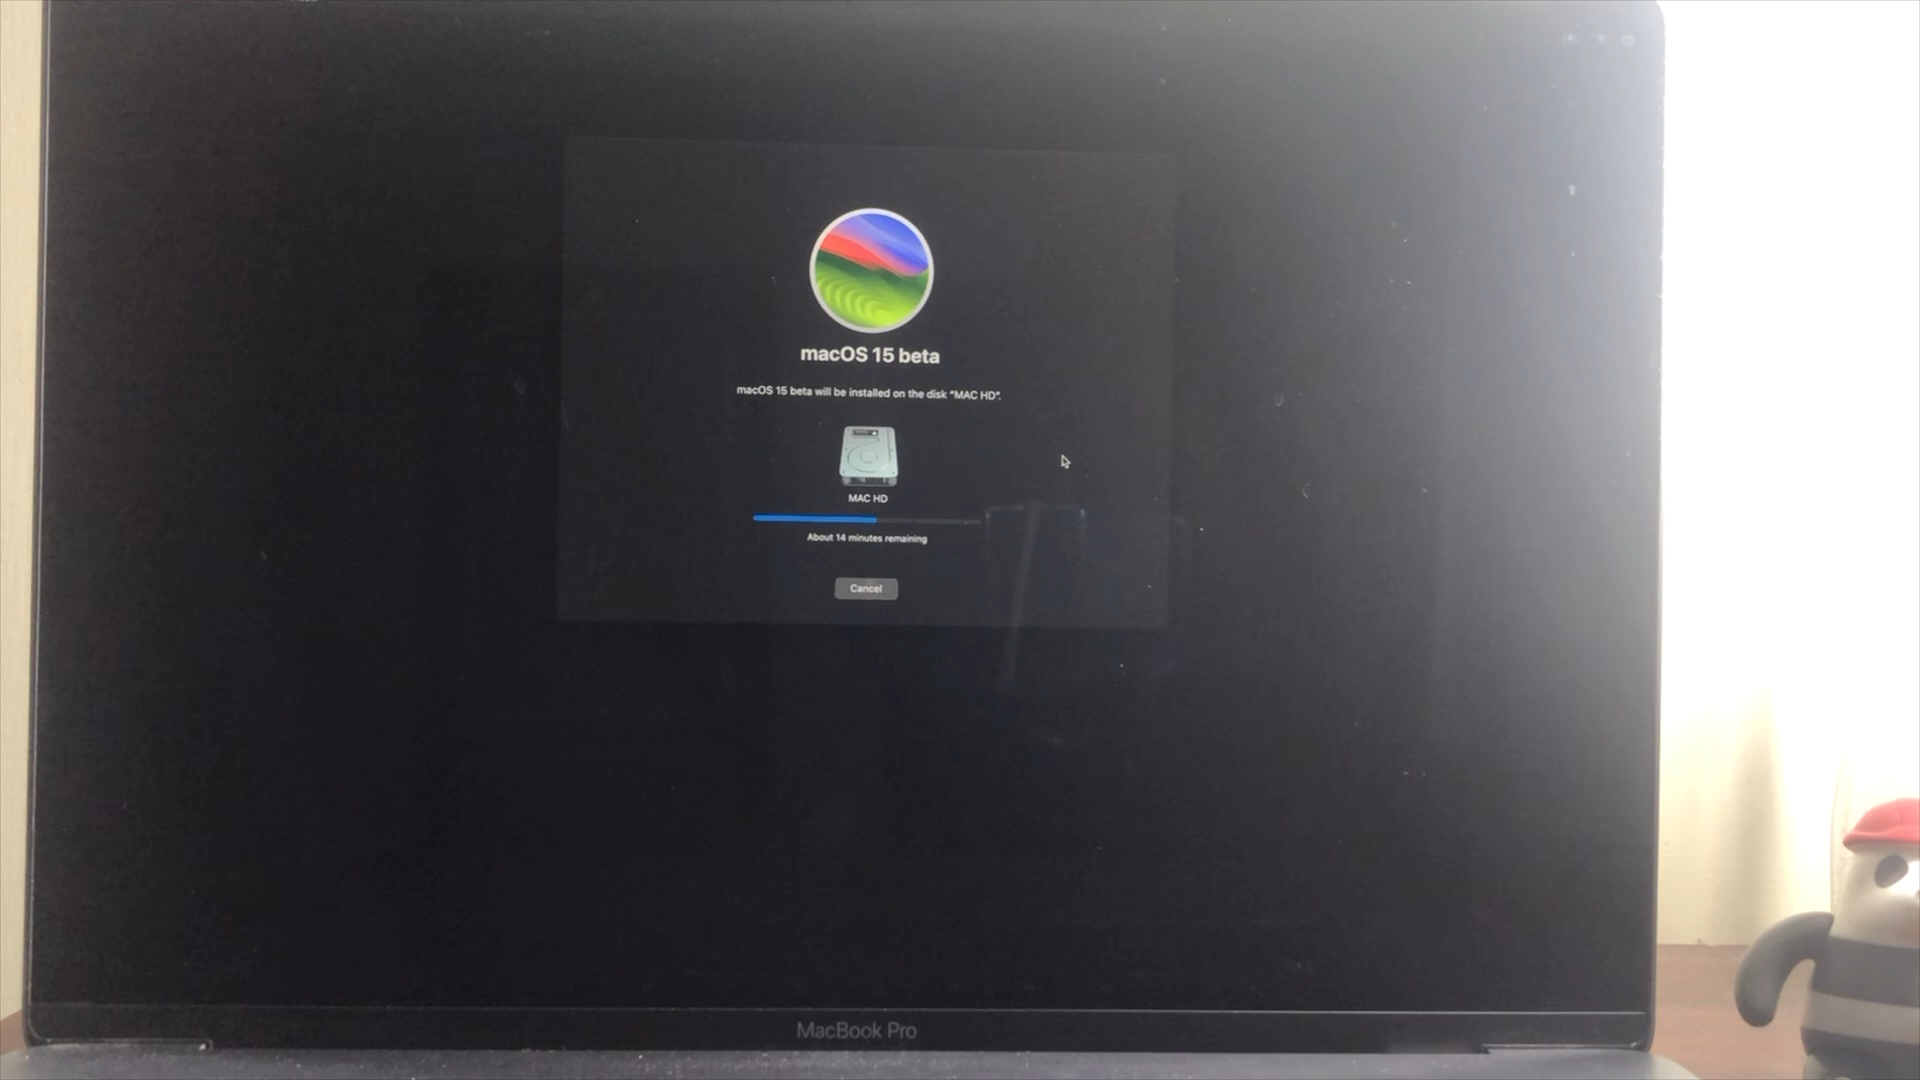 macOS 15 beta
macOS 15 beta will be installed on the disk "MAC HD".
MAC HD
About 14 minutes remaining
Cancel
MacBook Pro